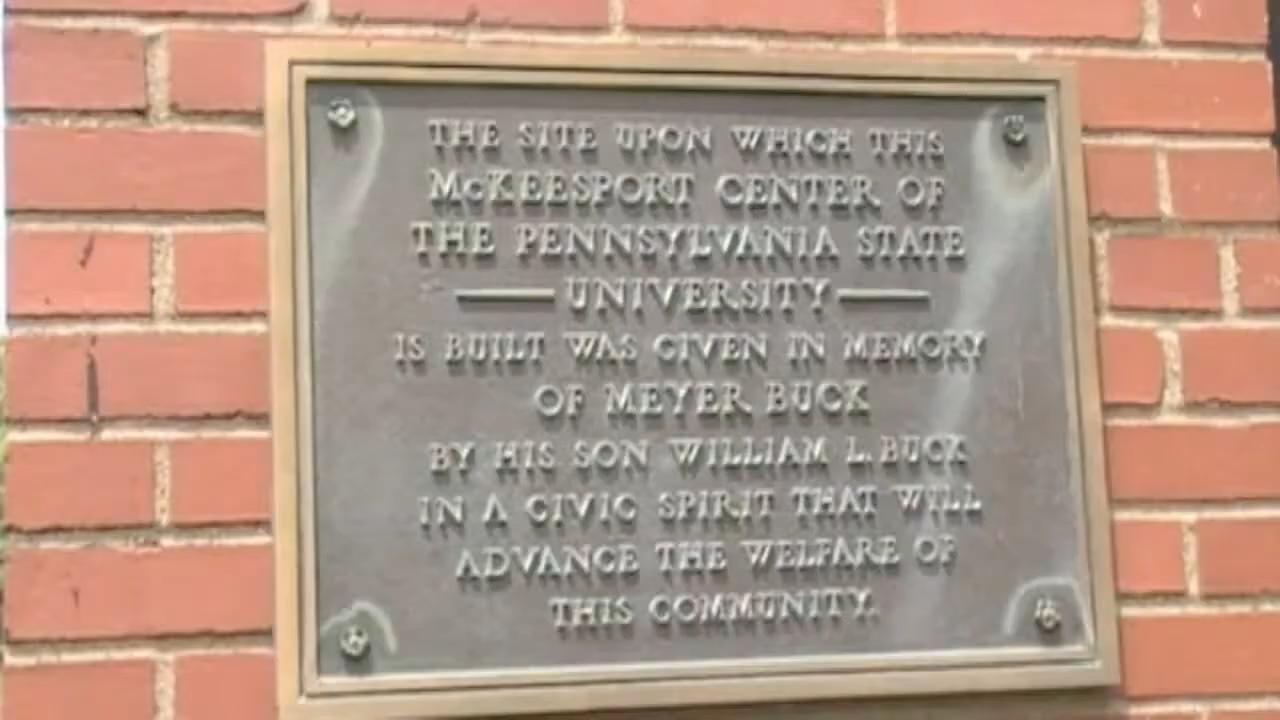 THE SITE UPON WHICH THIS
McKEESPORT CENTER OF
THE PENNSYLVANIA STATE
UNIVERSITY
IS BUILT WAS GIVEN IN MEMORY
OF MEYER BUCK
BY HIS SON WILLIAM L. BUCK
IN A CIVIC SPIRIT THAT WILL
ADVANCE THE WELFARE OF
THIS COMMUNITY.